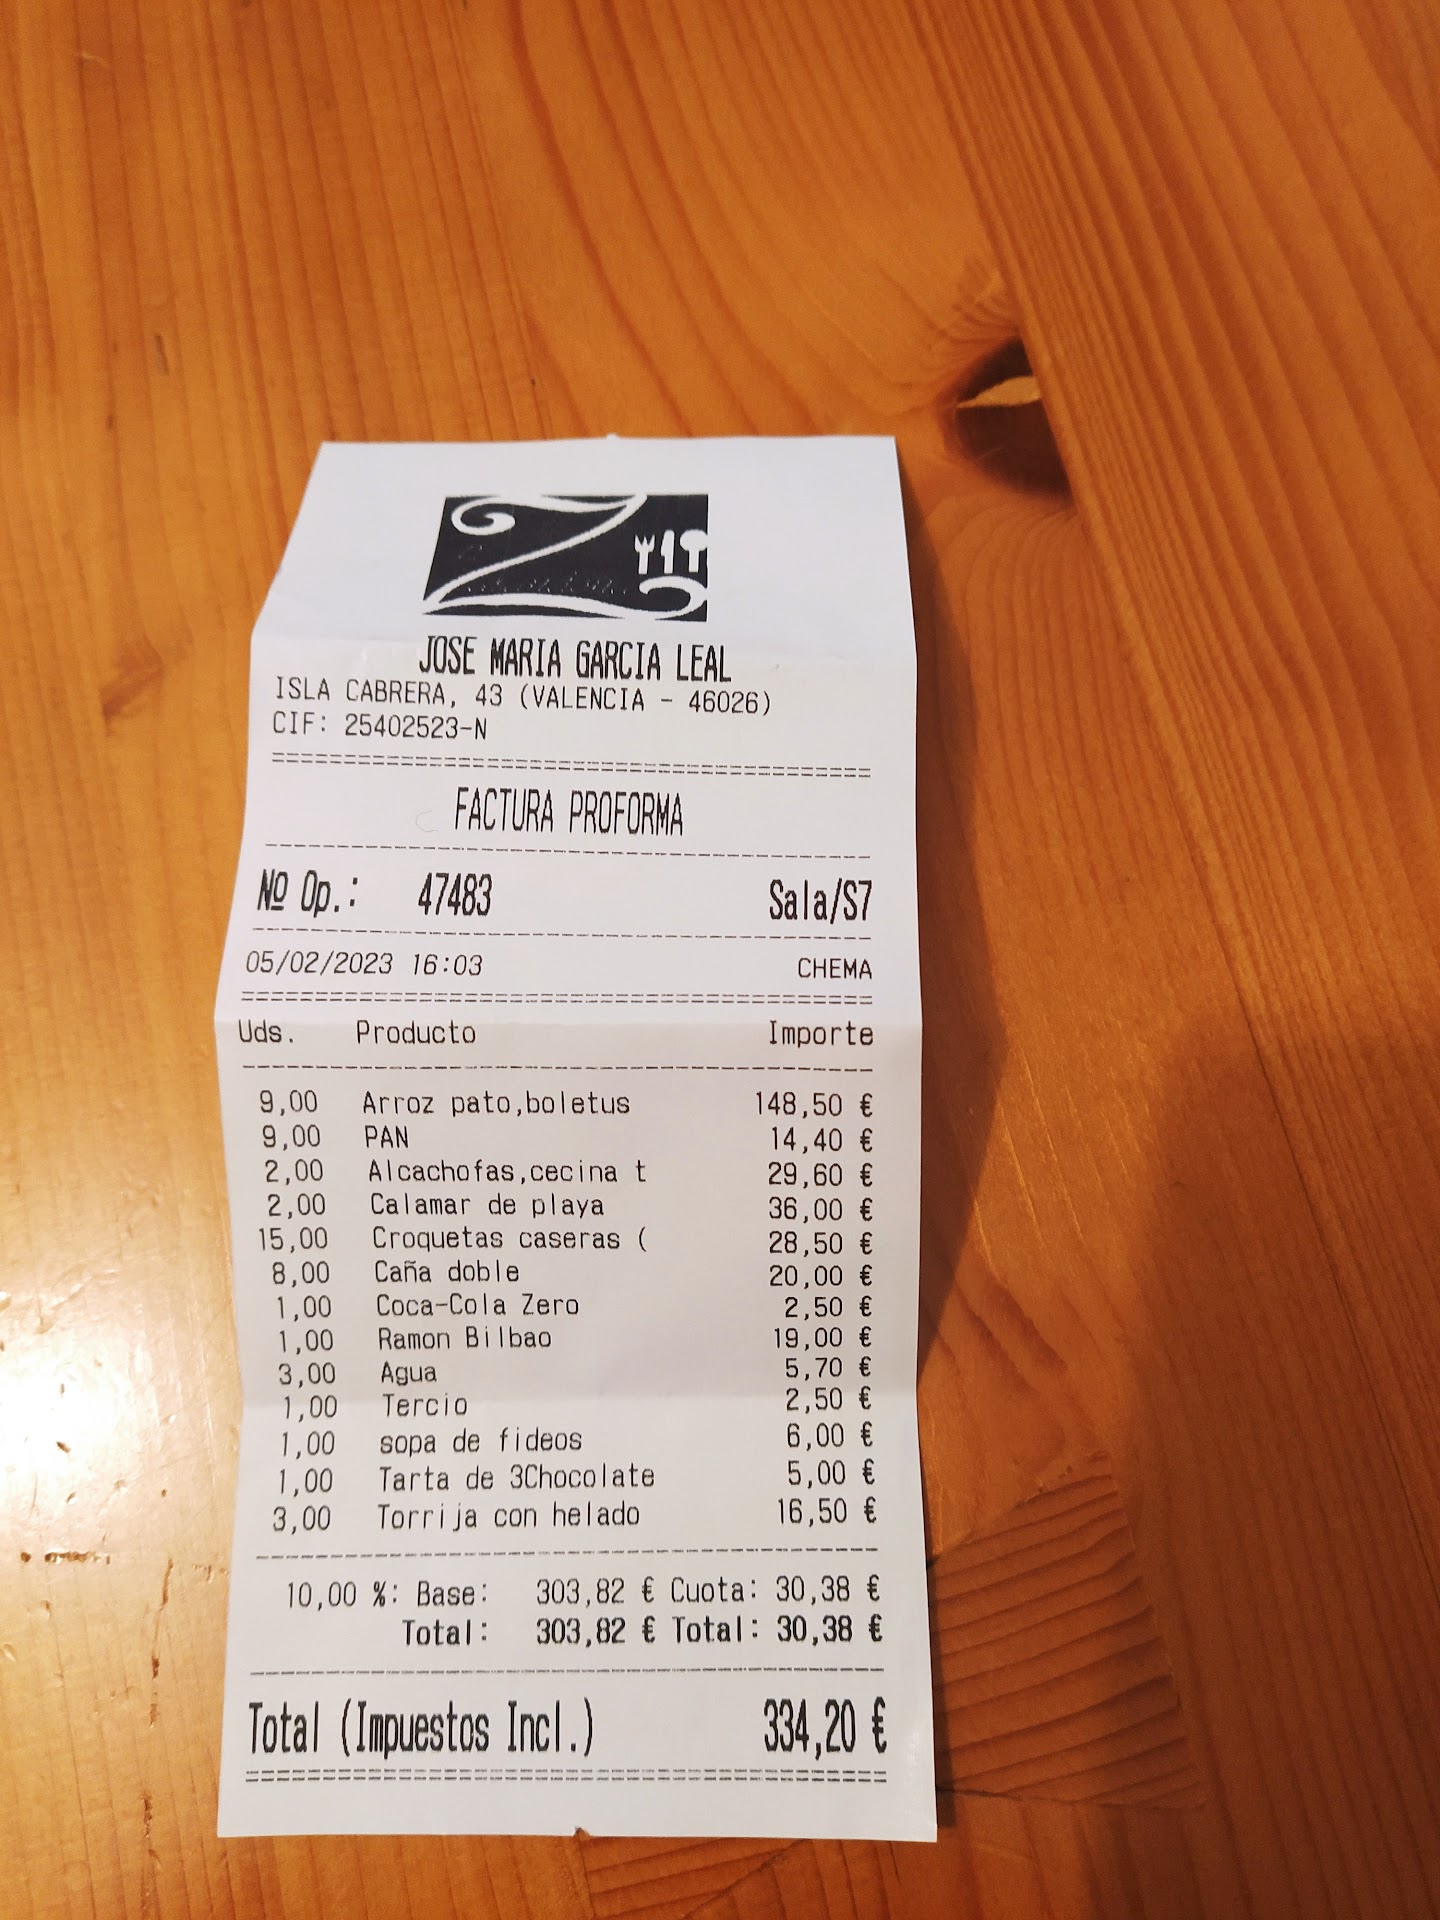 JOSE MARIA GARCIA LEAL
ISLA CABRERA, 43 (VALENCIA - 46026)
CIF: 25402523-N
FACTURA PROFORMA
Nº Op.: 47483 Sala/S7
05/02/2023 16:03 CHEMA
Uds. Producto Importe
9,00 Arroz pato,boletus 148,50 €
9,00 PAN 14,40 €
2,00 Alcachofas,cecina t 29,60 €
2,00 Calamar de playa 36,00 €
15,00 Croquetas caseras ( 28,50 €
8,00 Caña doble 20,00 €
1,00 Coca-Cola Zero 2,50 €
1,00 Ramon Bilbao 19,00 €
3,00 Agua 5,70 €
1,00 Tercio 2,50 €
1,00 sopa de fideos 6,00 €
1,00 Tarta de 3Chocolate 5,00 €
3,00 Torrija con helado 16,50 €
10,00 %: Base: 303,82 € Cuota: 30,38 €
Total: 303,82 € Total: 30,38 €
Total (Impuestos Incl.) 334,20 €